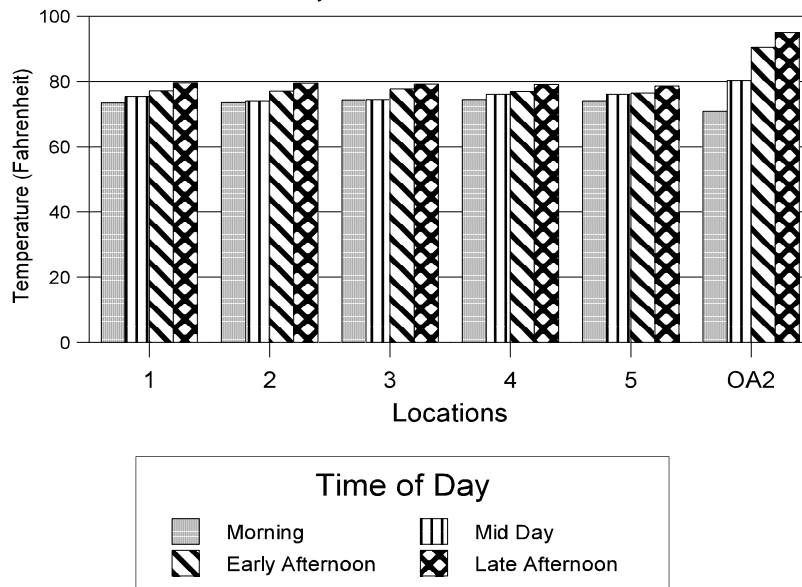 100
80
60
40
20
0
Temperature (Fahrenheit)
1 2 3 4 5 OA2
Locations
Time of Day
Morning Mid Day
Early Afternoon Late Afternoon